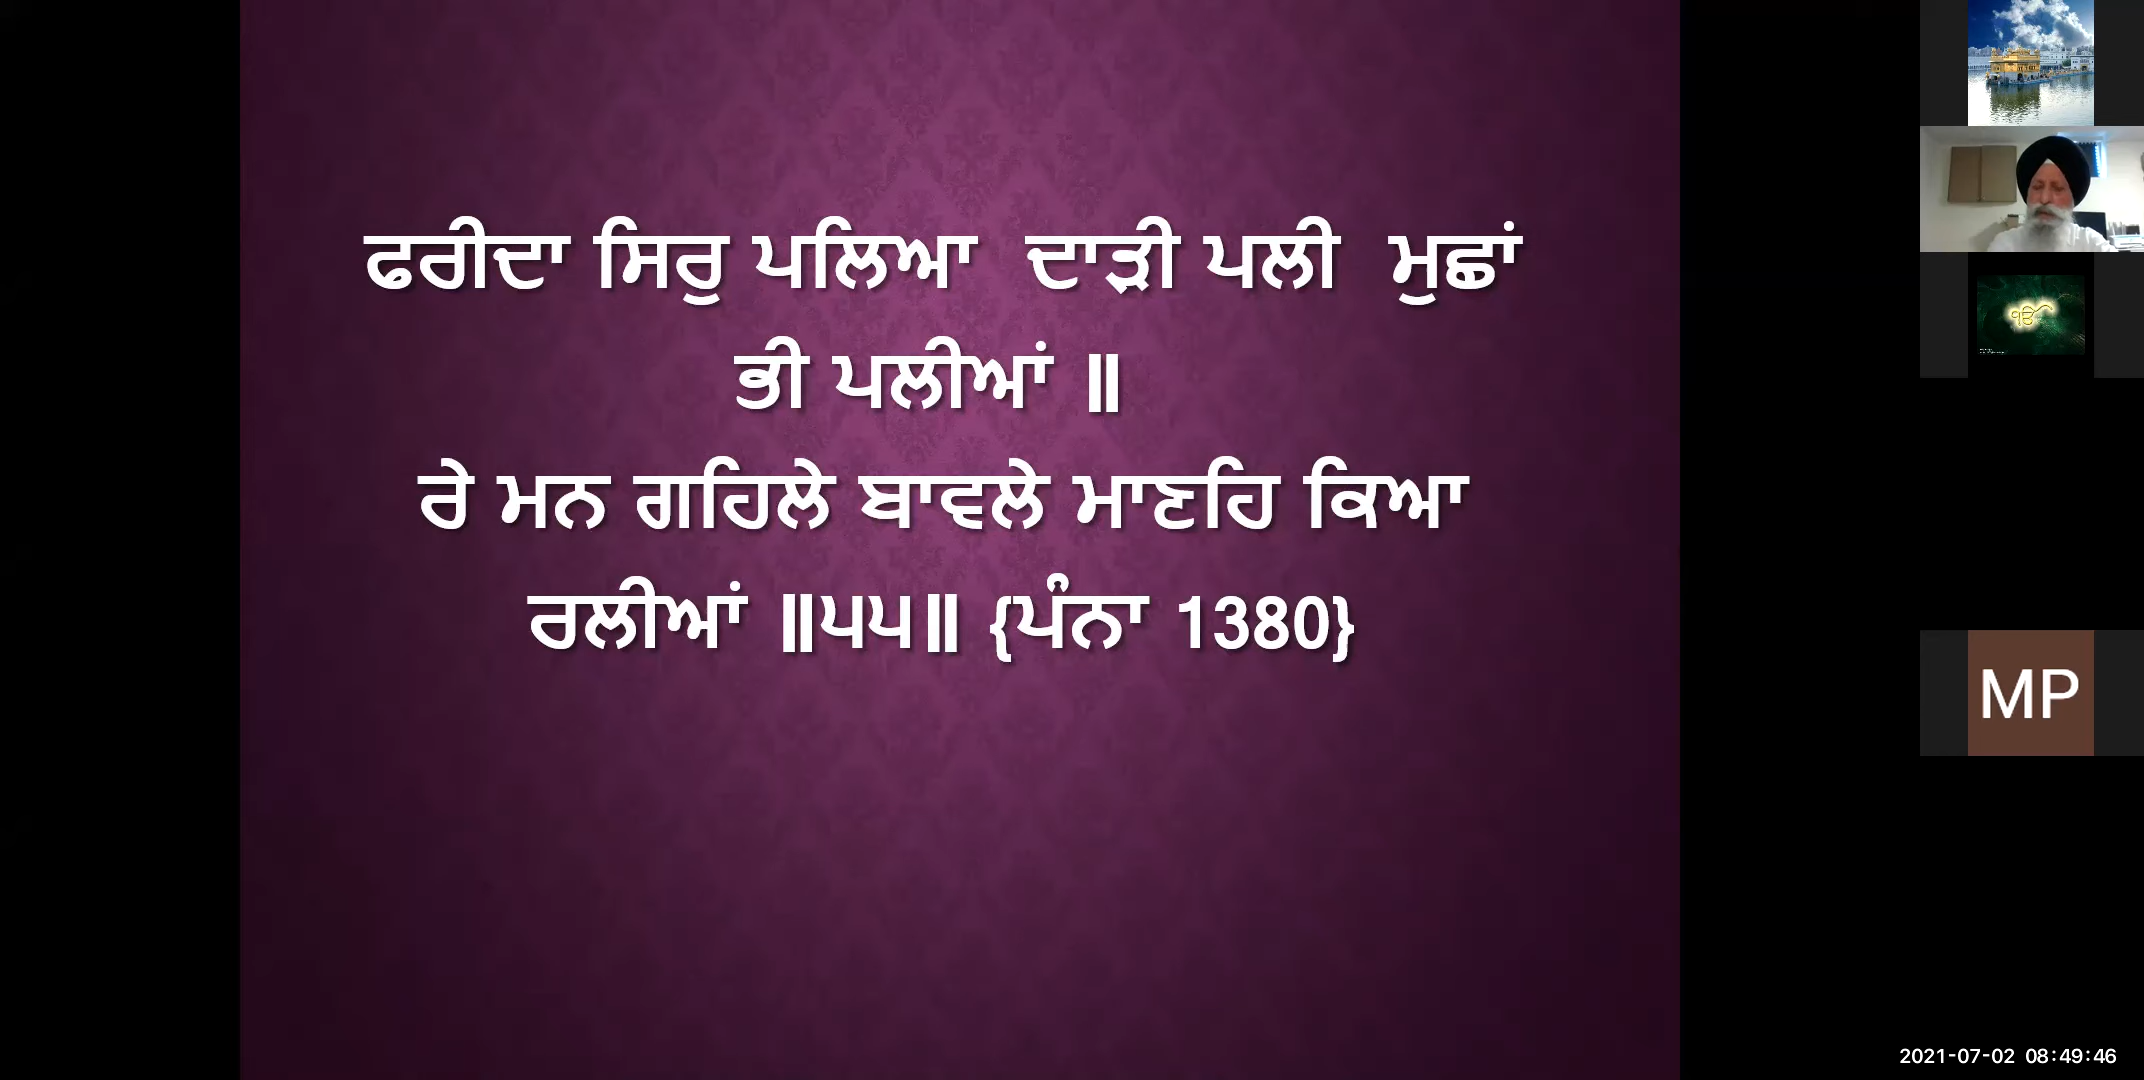 ਫਰੀਦਾ ਸਿਰੁ ਪਲਿਆ ਦਾੜੀ ਪਲੀ ਮੁਛਾਂ
ਭੀ ਪਲੀਆਂ ॥
ਰੇ ਮਨ ਗਹਿਲੇ ਬਾਵਲੇ ਮਾਣਹਿ ਕਿਆ
ਰਲੀਆਂ ॥੫੫॥ {ਪੰਨਾ 1380}
ੴ
MP
2021-07-02 08:49:46